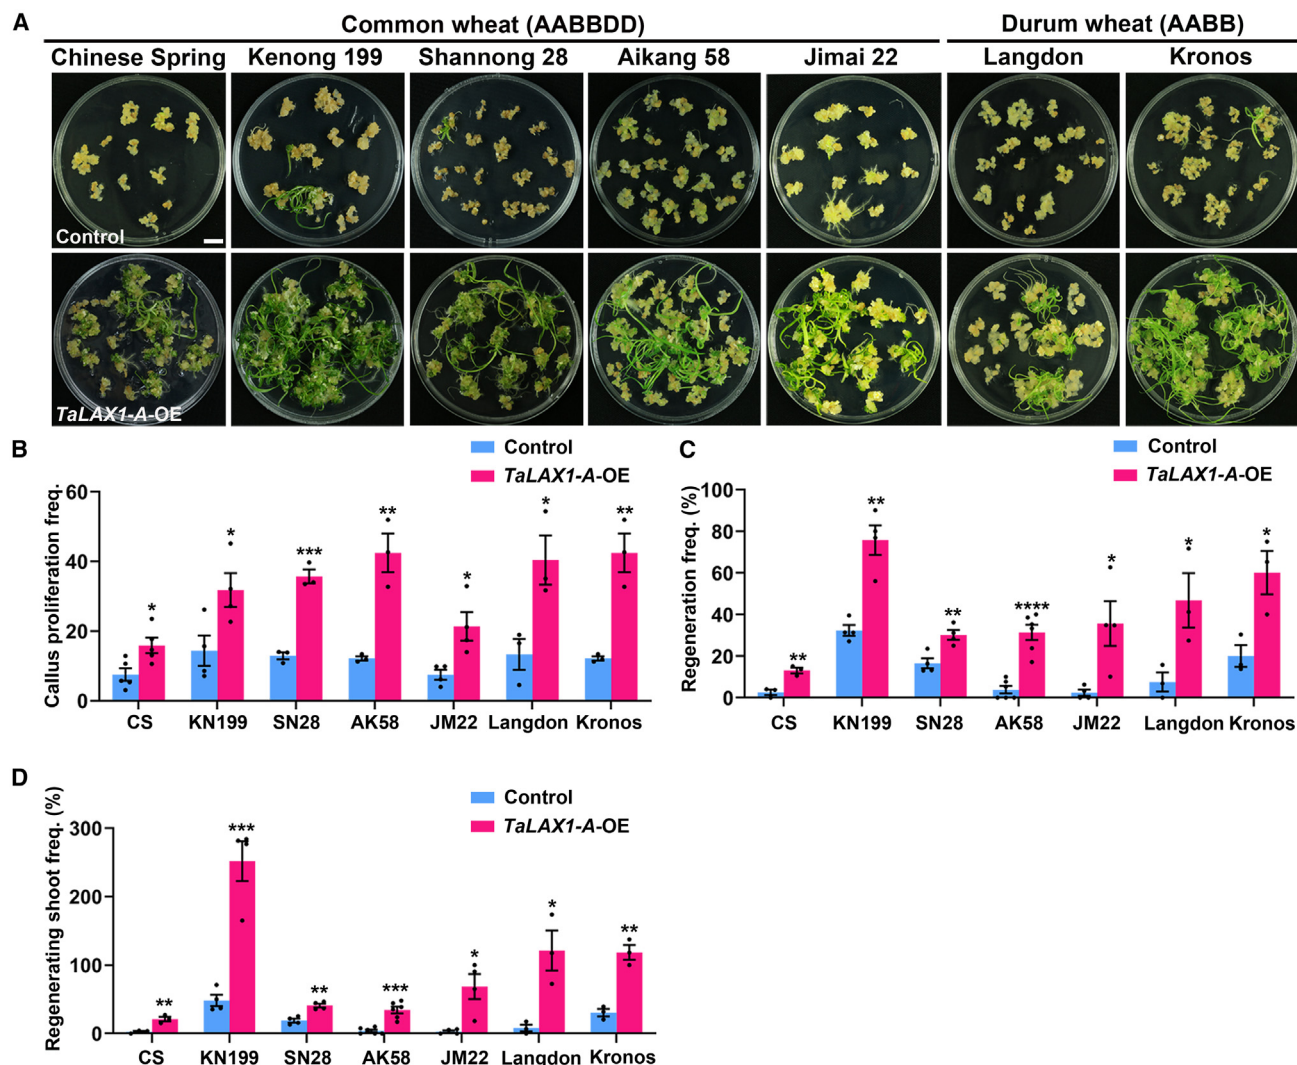 A
Common wheat (AABBDD)
Durum wheat (AABB)
Chinese Spring Kenong 199 Shannong 28 Aikang 58 Jimai 22 Langdon Kronos
Control
TaLAX1-A-OE
B
Control
TaLAX1-A-OE
Callus proliferation freq.
60
40
20
0
* * *** ** * * **
CS KN199 SN28 AK58 JM22 Langdon Kronos
C
Control
TaLAX1-A-OE
Regeneration freq. (%)
100
80
60
40
20
0
** ** ** **** * * *
CS KN199 SN28 AK58 JM22 Langdon Kronos
D
Control
TaLAX1-A-OE
Regenerating shoot freq. (%)
300
200
100
0
** *** ** *** * * **
CS KN199 SN28 AK58 JM22 Langdon Kronos